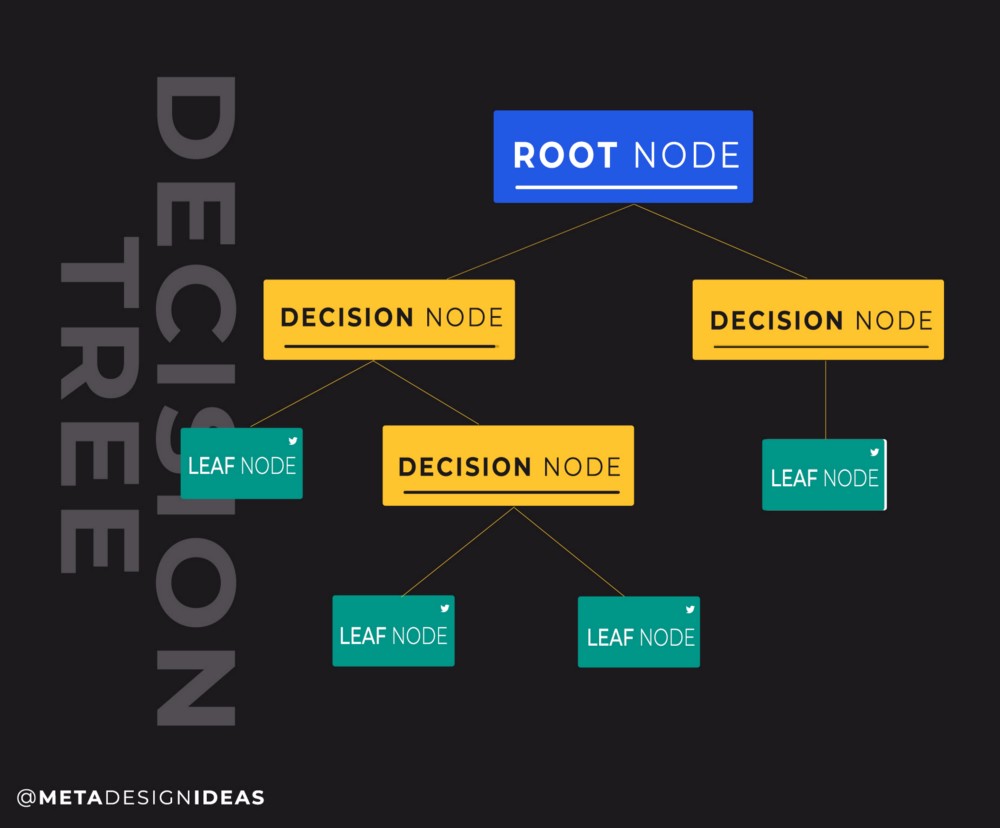 DECISION
TREE
ROOT NODE
DECISION NODE
DECISION NODE
LEAF NODE
DECISION NODE
LEAF NODE
LEAF NODE
LEAF NODE
@METADESIGNIDEAS